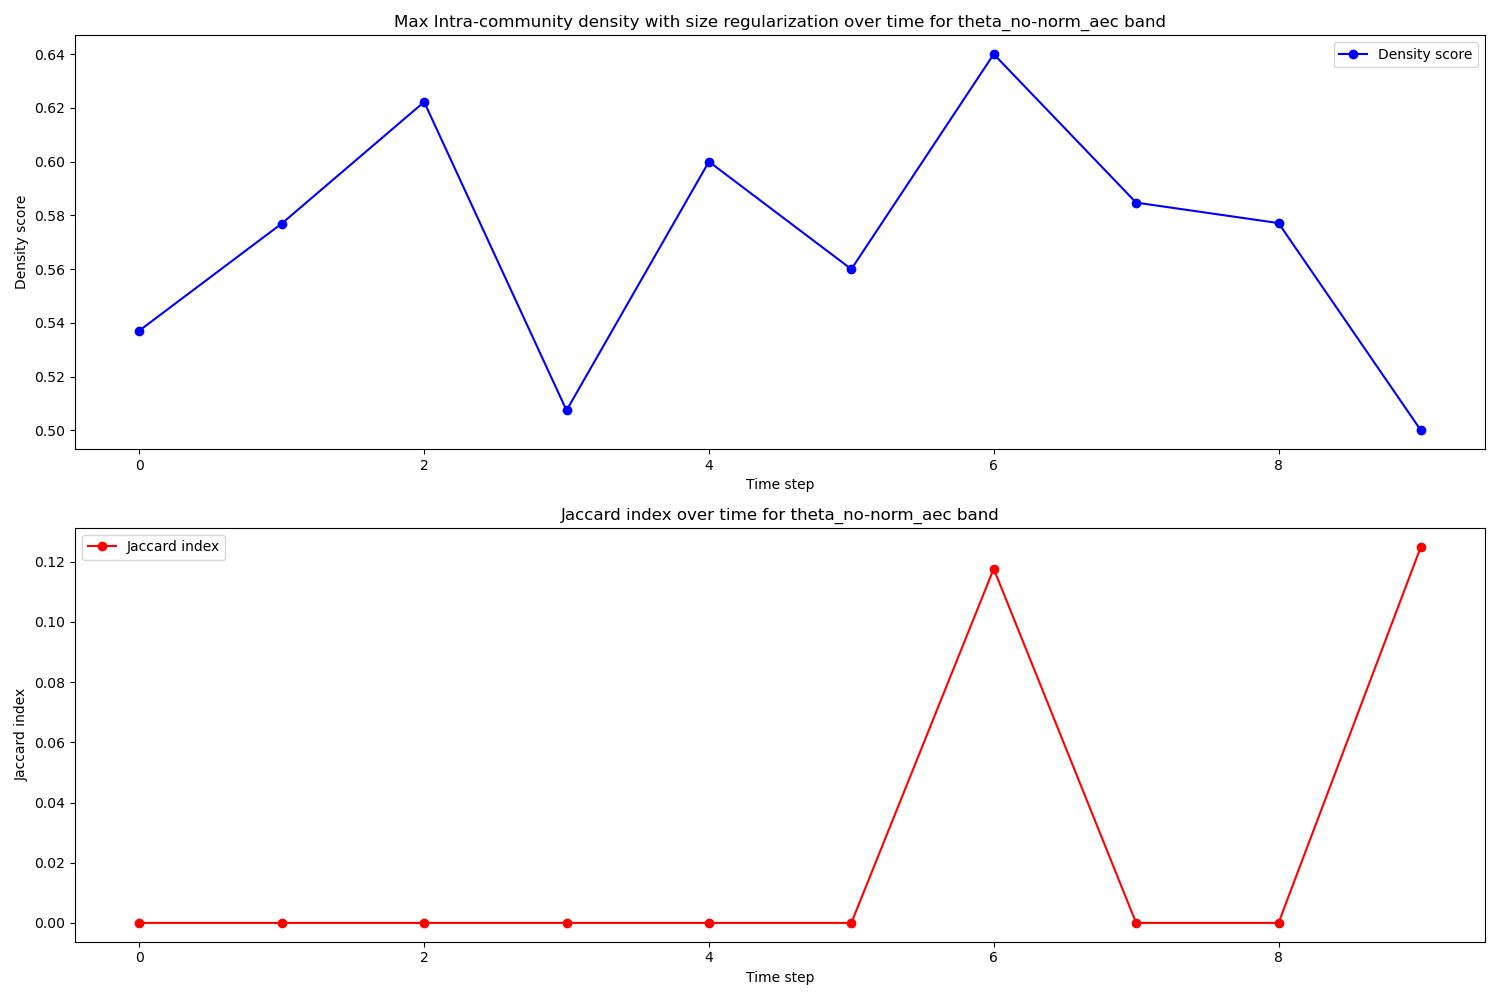 Max Intra-community density with size regularization over time for theta_no-norm_aec band
Density score
0.64
0.62
0.60
0.58
0.56
0.54
0.52
0.50
Density score
0 2 4 6 8
Time step
Jaccard index over time for theta_no-norm_aec band
Jaccard index
0.12
0.10
0.08
0.06
0.04
0.02
0.00
Jaccard index
0 2 4 6 8
Time step